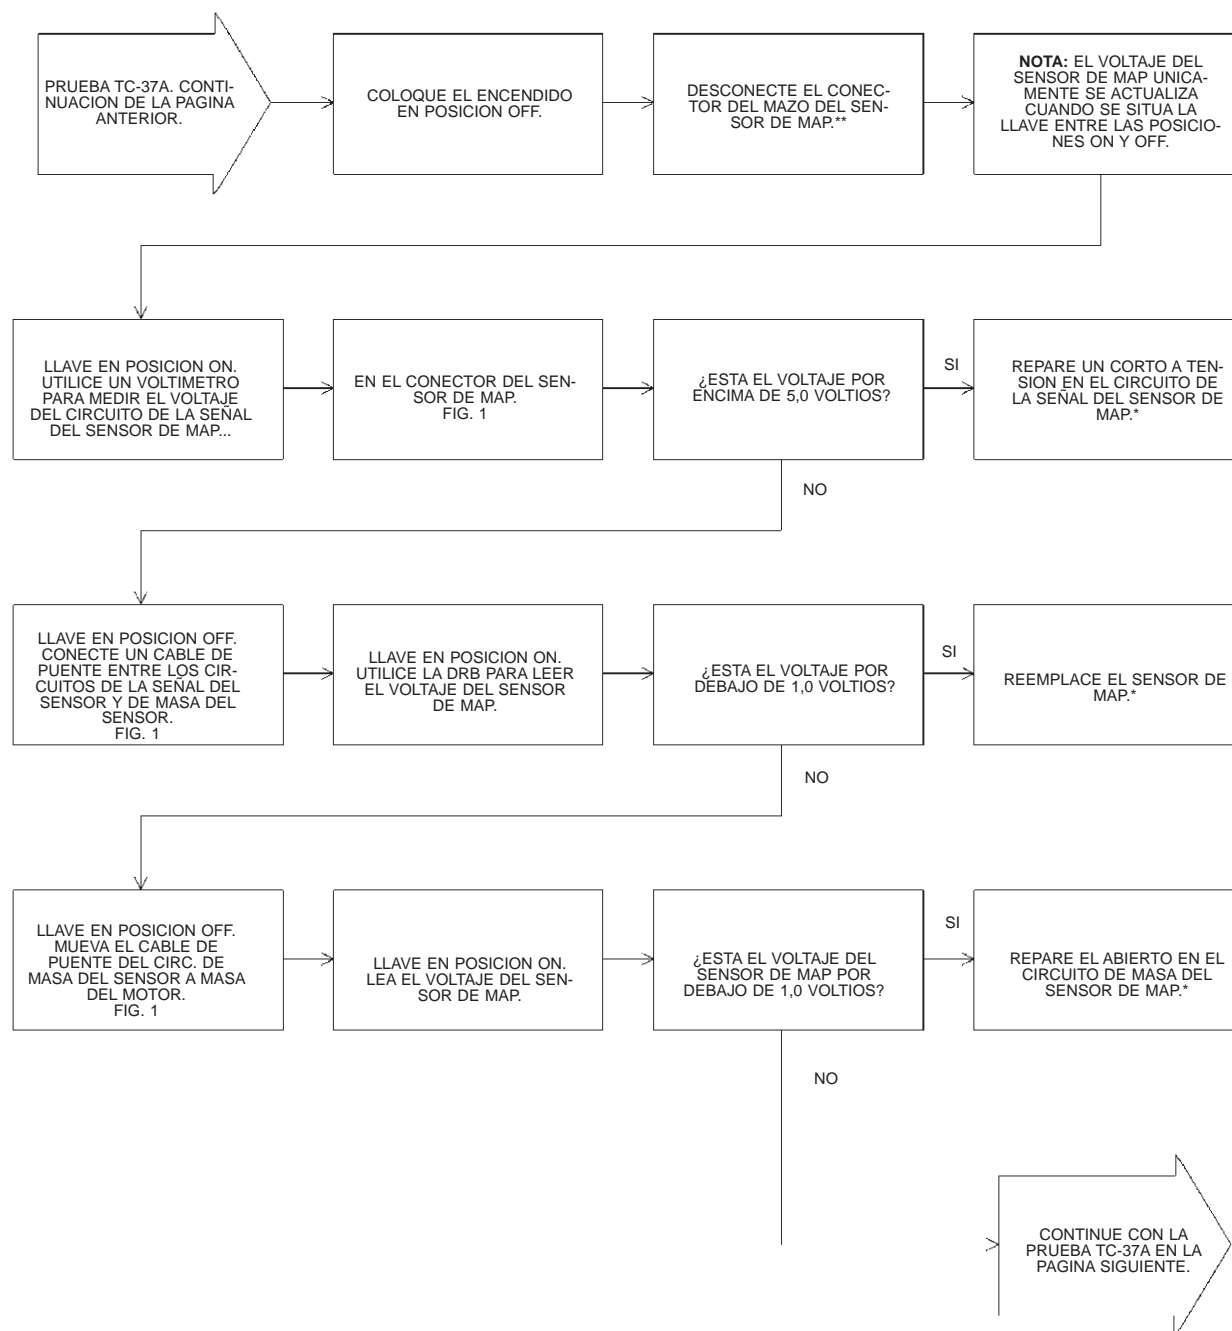 PRUEBA TC-37A. CONTI-
NUACION DE LA PAGINA
ANTERIOR.
COLOQUE EL ENCENDIDO
EN POSICION OFF.
DESCONECTE EL CONEC-
TOR DEL MAZO DEL SEN-
SOR DE MAP.**
NOTA: EL VOLTAJE DEL
SENSOR DE MAP UNICA-
MENTE SE ACTUALIZA
CUANDO SE SITUA LA
LLAVE ENTRE LAS POSICIO-
NES ON Y OFF.
LLAVE EN POSICION ON.
UTILICE UN VOLTIMETRO
PARA MEDIR EL VOLTAJE
DEL CIRCUITO DE LA SEÑAL
DEL SENSOR DE MAP...
EN EL CONECTOR DEL SEN-
SOR DE MAP.
FIG. 1
¿ESTA EL VOLTAJE POR
ENCIMA DE 5,0 VOLTIOS?
SI
REPARE UN CORTO A TEN-
SION EN EL CIRCUITO DE
LA SEÑAL DEL SENSOR DE
MAP.*
NO
LLAVE EN POSICION OFF.
CONECTE UN CABLE DE
PUENTE ENTRE LOS CIR-
CUITOS DE LA SEÑAL DEL
SENSOR Y DE MASA DEL
SENSOR.
FIG. 1
LLAVE EN POSICION ON.
UTILICE LA DRB PARA LEER
EL VOLTAJE DEL SENSOR
DE MAP.
¿ESTA EL VOLTAJE POR
DEBAJO DE 1,0 VOLTIOS?
SI
REEMPLACE EL SENSOR DE
MAP.*
NO
LLAVE EN POSICION OFF.
MUEVA EL CABLE DE
PUENTE DEL CIRC. DE
MASA DEL SENSOR A MASA
DEL MOTOR.
FIG. 1
LLAVE EN POSICION ON.
LEA EL VOLTAJE DEL SEN-
SOR DE MAP.
¿ESTA EL VOLTAJE DEL
SENSOR DE MAP POR
DEBAJO DE 1,0 VOLTIOS?
SI
REPARE EL ABIERTO EN EL
CIRCUITO DE MASA DEL
SENSOR DE MAP.*
NO
CONTINUE CON LA
PRUEBA TC-37A EN LA
PAGINA SIGUIENTE.